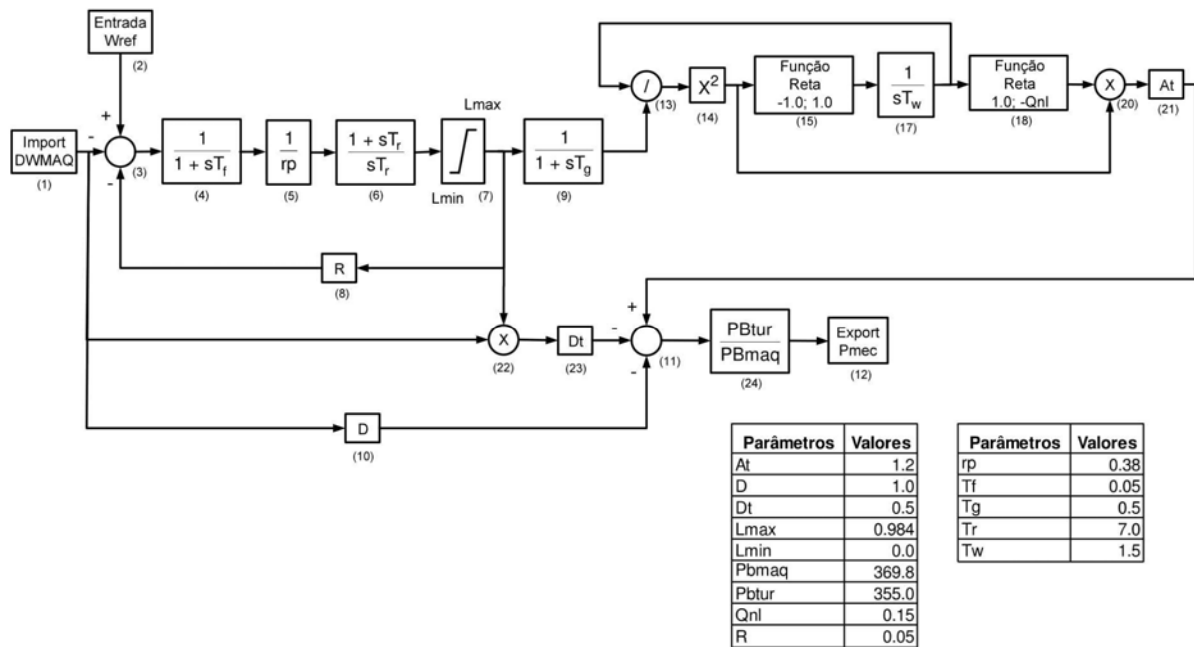 Entrada
Wref
(2)
+
-
-
Import
DWMAQ
(1)
(3)
1
1 + sT_f
(4)
1
rp
(5)
1 + sT_r
sT_r
(6)
Lmax
Lmin
(7)
1
1 + sT_g
(9)
/
(13)
X²
(14)
Função
Reta
-1.0; 1.0
(15)
1
sT_w
(17)
Função
Reta
1.0; -Qnl
(18)
X
(20)
At
(21)
R
(8)
X
(22)
Dt
(23)
+
-
-
(11)
PBtur
PBmaq
(24)
Export
Pmec
(12)
D
(10)
Parâmetros Valores
At 1.2
D 1.0
Dt 0.5
Lmax 0.984
Lmin 0.0
Pbmaq 369.8
Pbtur 355.0
Qnl 0.15
R 0.05
Parâmetros Valores
rp 0.38
Tf 0.05
Tg 0.5
Tr 7.0
Tw 1.5